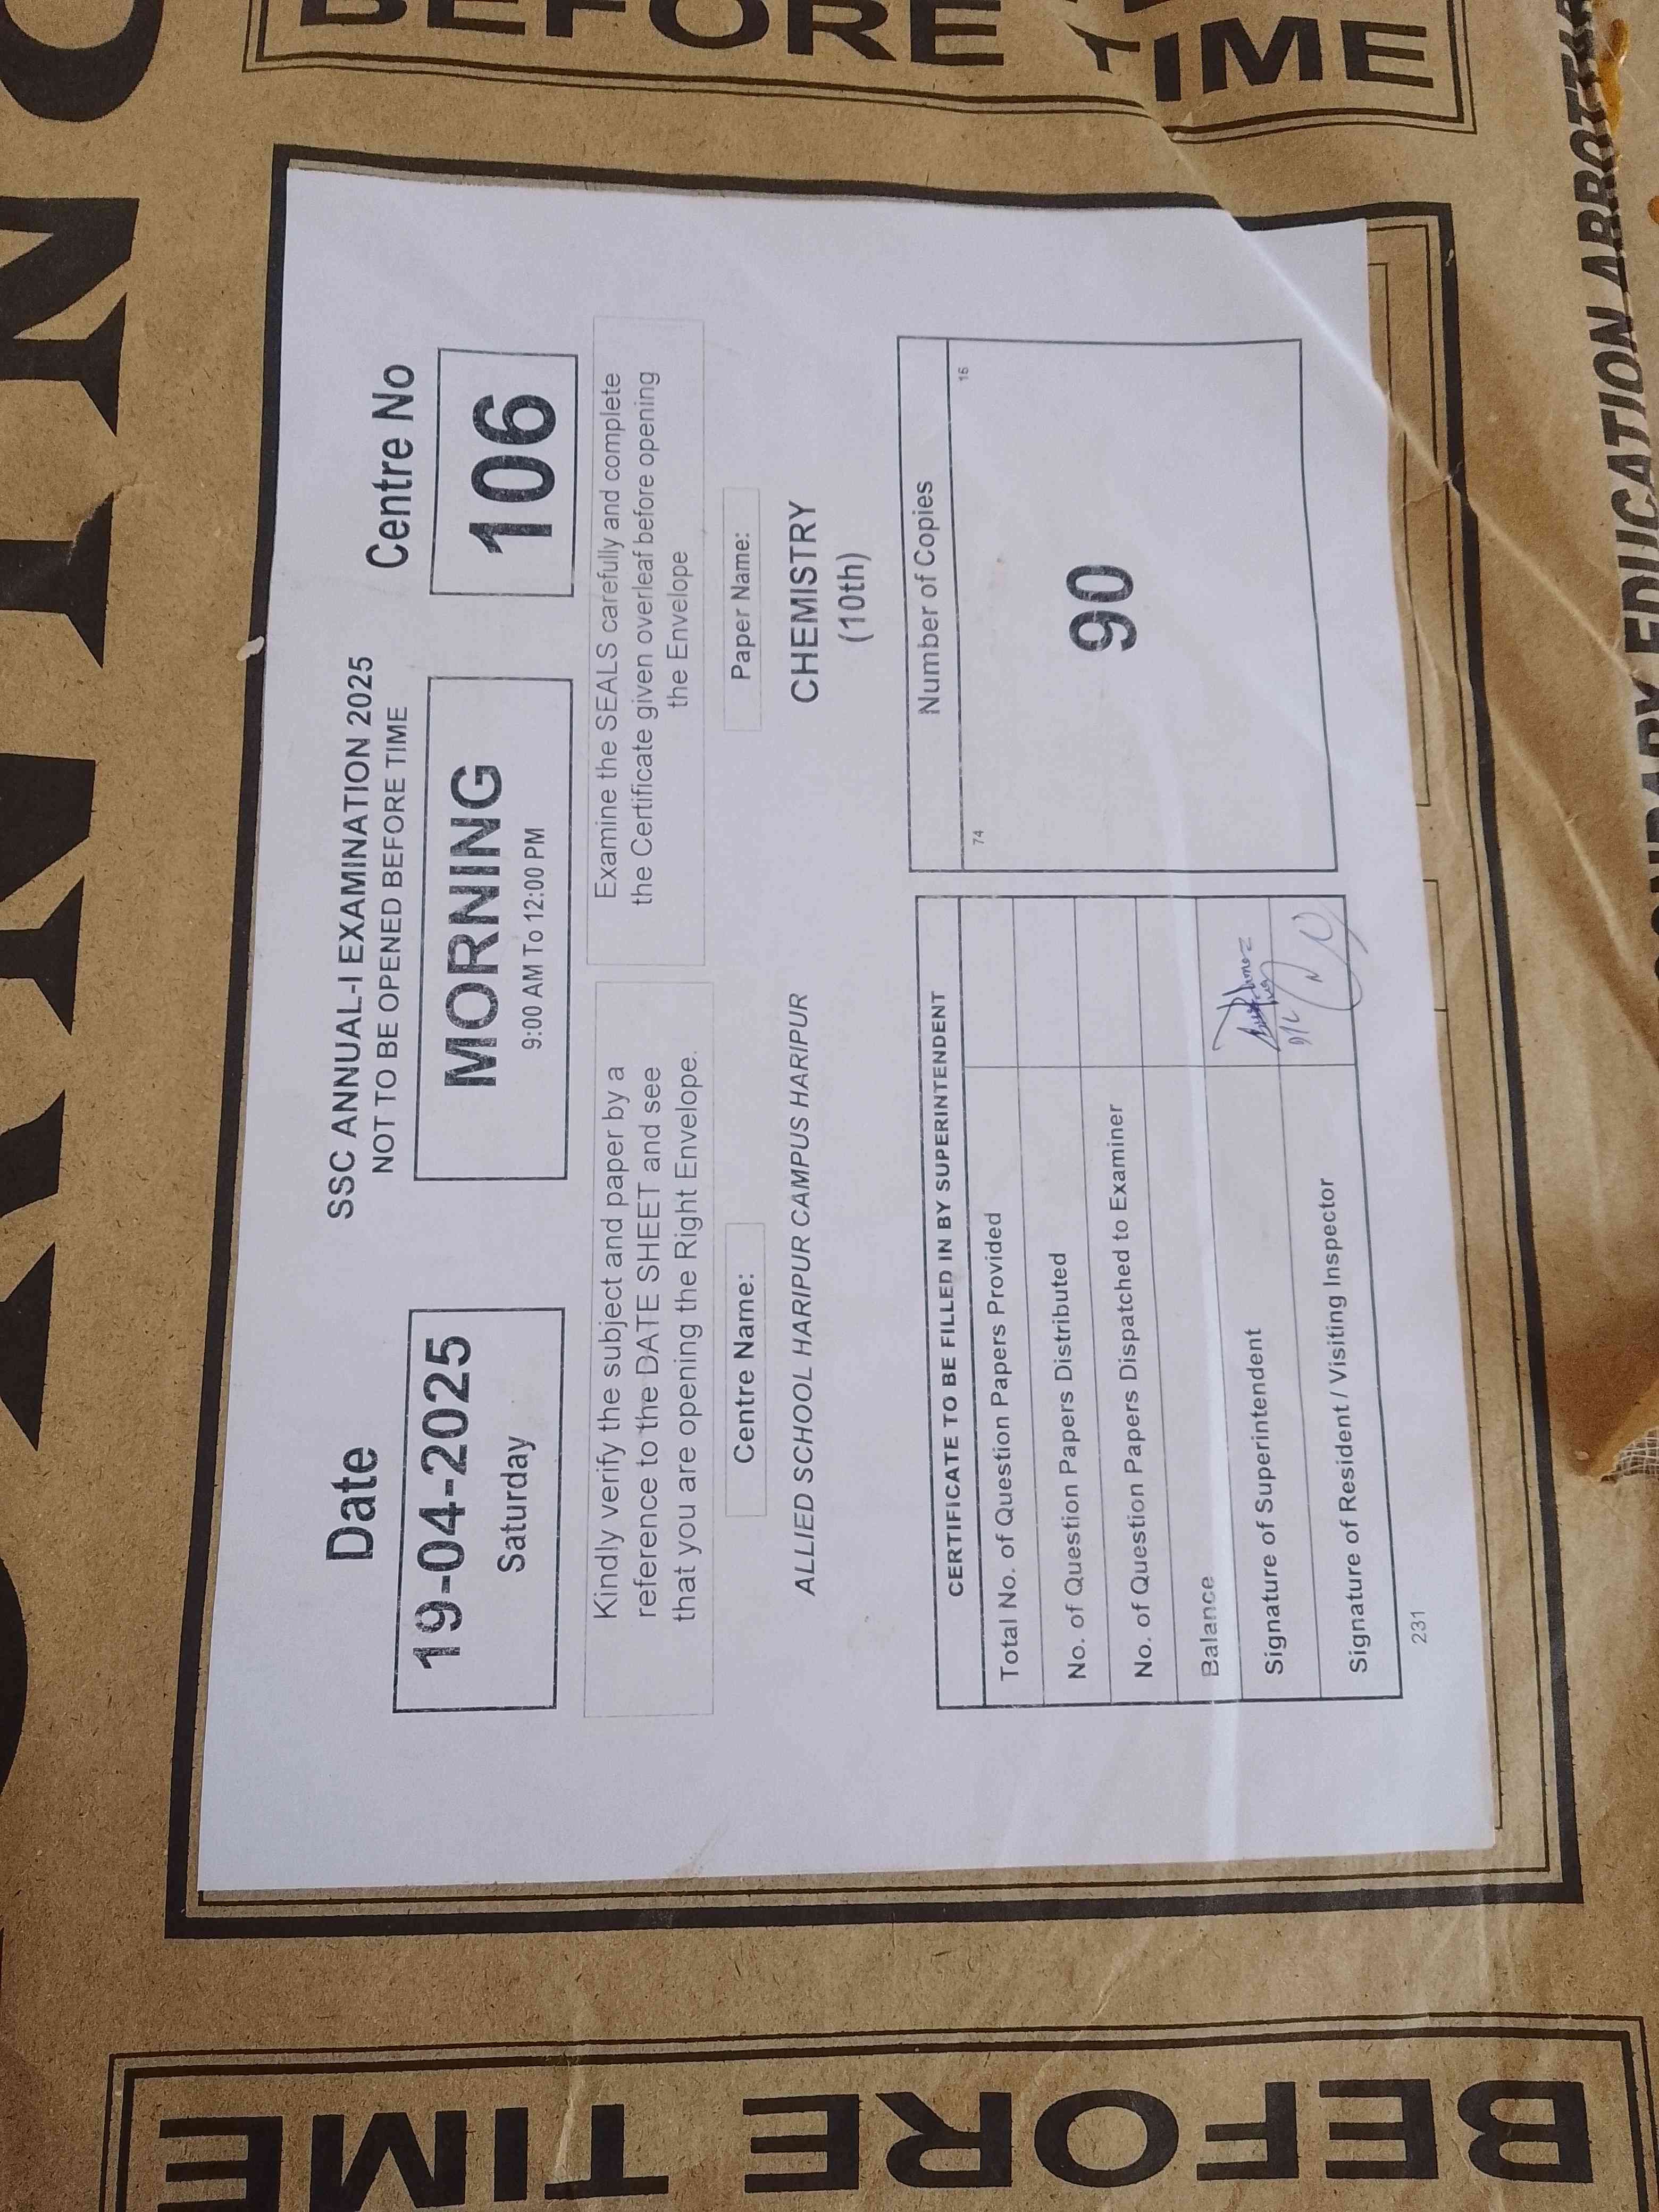 MORNING
BEFORE TIME
SSC ANNUAL-I EXAMINATION 2025
NOT TO BE OPENED BEFORE TIME
Date
19-04-2025
Saturday
MORNING
9:00 AM To 12:00 PM
Centre No
106
Kindly verify the subject and paper by a
reference to the DATE SHEET and see
that you are opening the Right Envelope.
Examine the SEALS carefully and complete
the Certificate given overleaf before opening
the Envelope
Centre Name:
ALLIED SCHOOL HARIPUR CAMPUS HARIPUR
Paper Name:
CHEMISTRY
(10th)
CERTIFICATE TO BE FILLED IN BY SUPERINTENDENT
Total No. of Question Papers Provided
No. of Question Papers Distributed
No. of Question Papers Dispatched to Examiner
Balance
Signature of Superintendent
Signature of Resident / Visiting Inspector
231
Number of Copies
74
16
90
BEFORE TIME
SECONDARY EDUCATION ABBOTTA